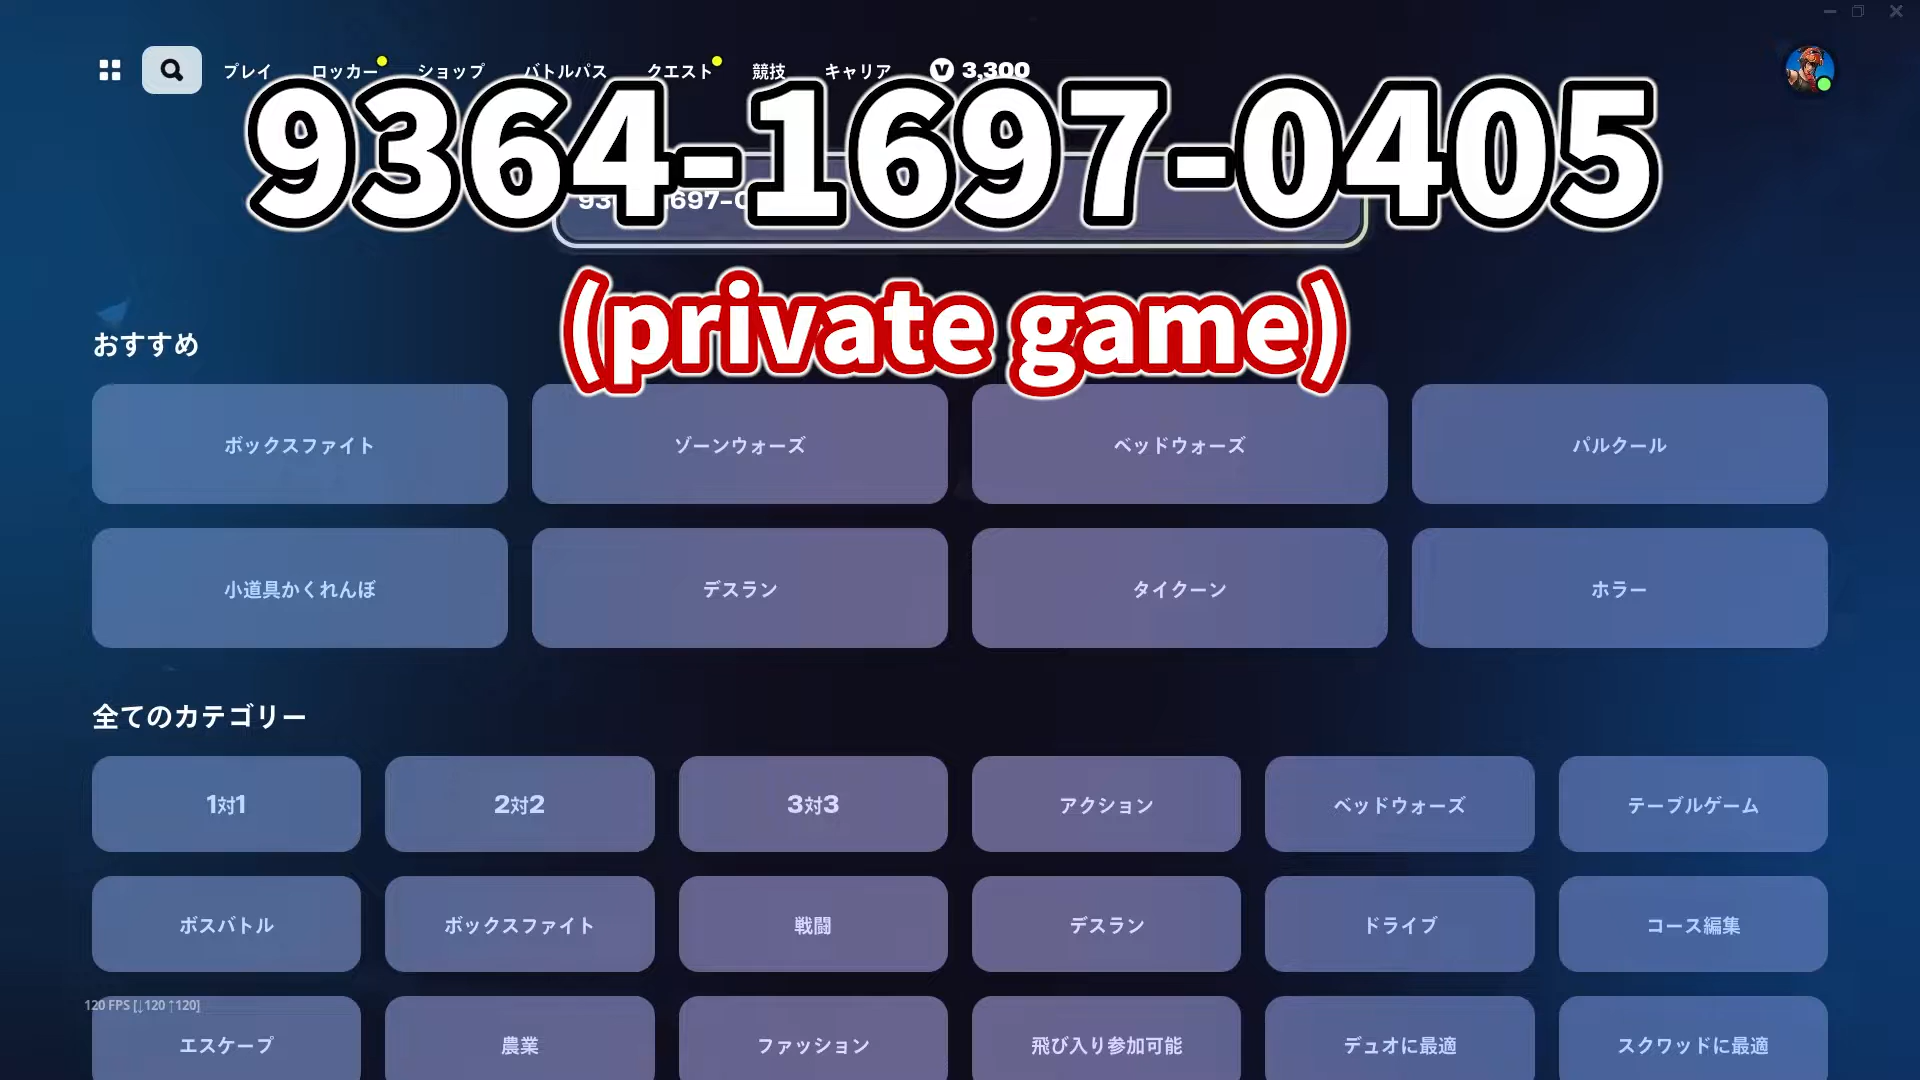 プレイ ロッカー ショップ バトルパス クエスト 競技 キャリア V 3,300
9364-1697-0405
(private game)
おすすめ
ボックスファイト ゾーンウォーズ ベッドウォーズ パルクール
小道具かくれんぼ デスラン タイクーン ホラー
全てのカテゴリー
1対1 2対2 3対3 アクション ベッドウォーズ テーブルゲーム
ボスバトル ボックスファイト 戦闘 デスラン ドライブ コース編集
120 FPS [↓120 ↑120]
エスケープ 農業 ファッション 飛び入り参加可能 デュオに最適 スクワッドに最適